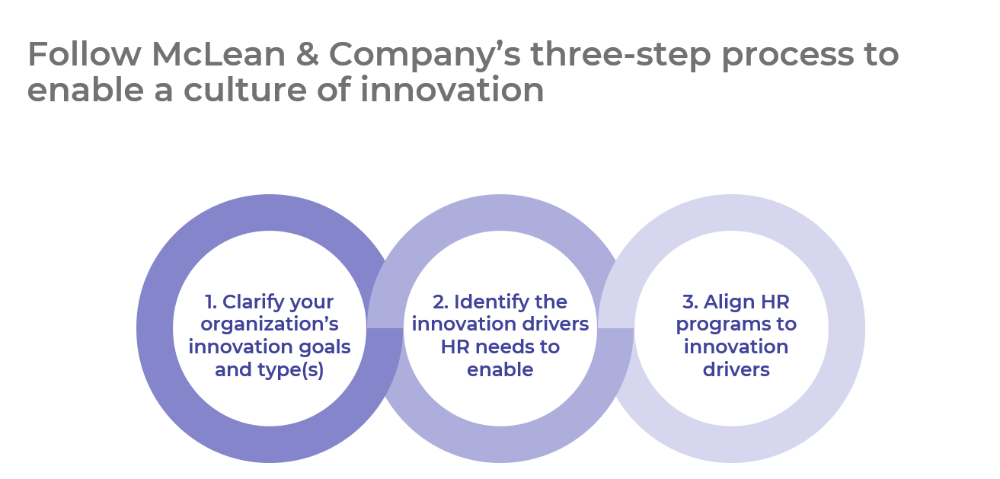 Follow McLean & Company’s three-step process to
enable a culture of innovation
1. Clarify your
organization’s
innovation goals
and type(s)
2. Identify the
innovation drivers
HR needs to
enable
3. Align HR
programs to
innovation
drivers